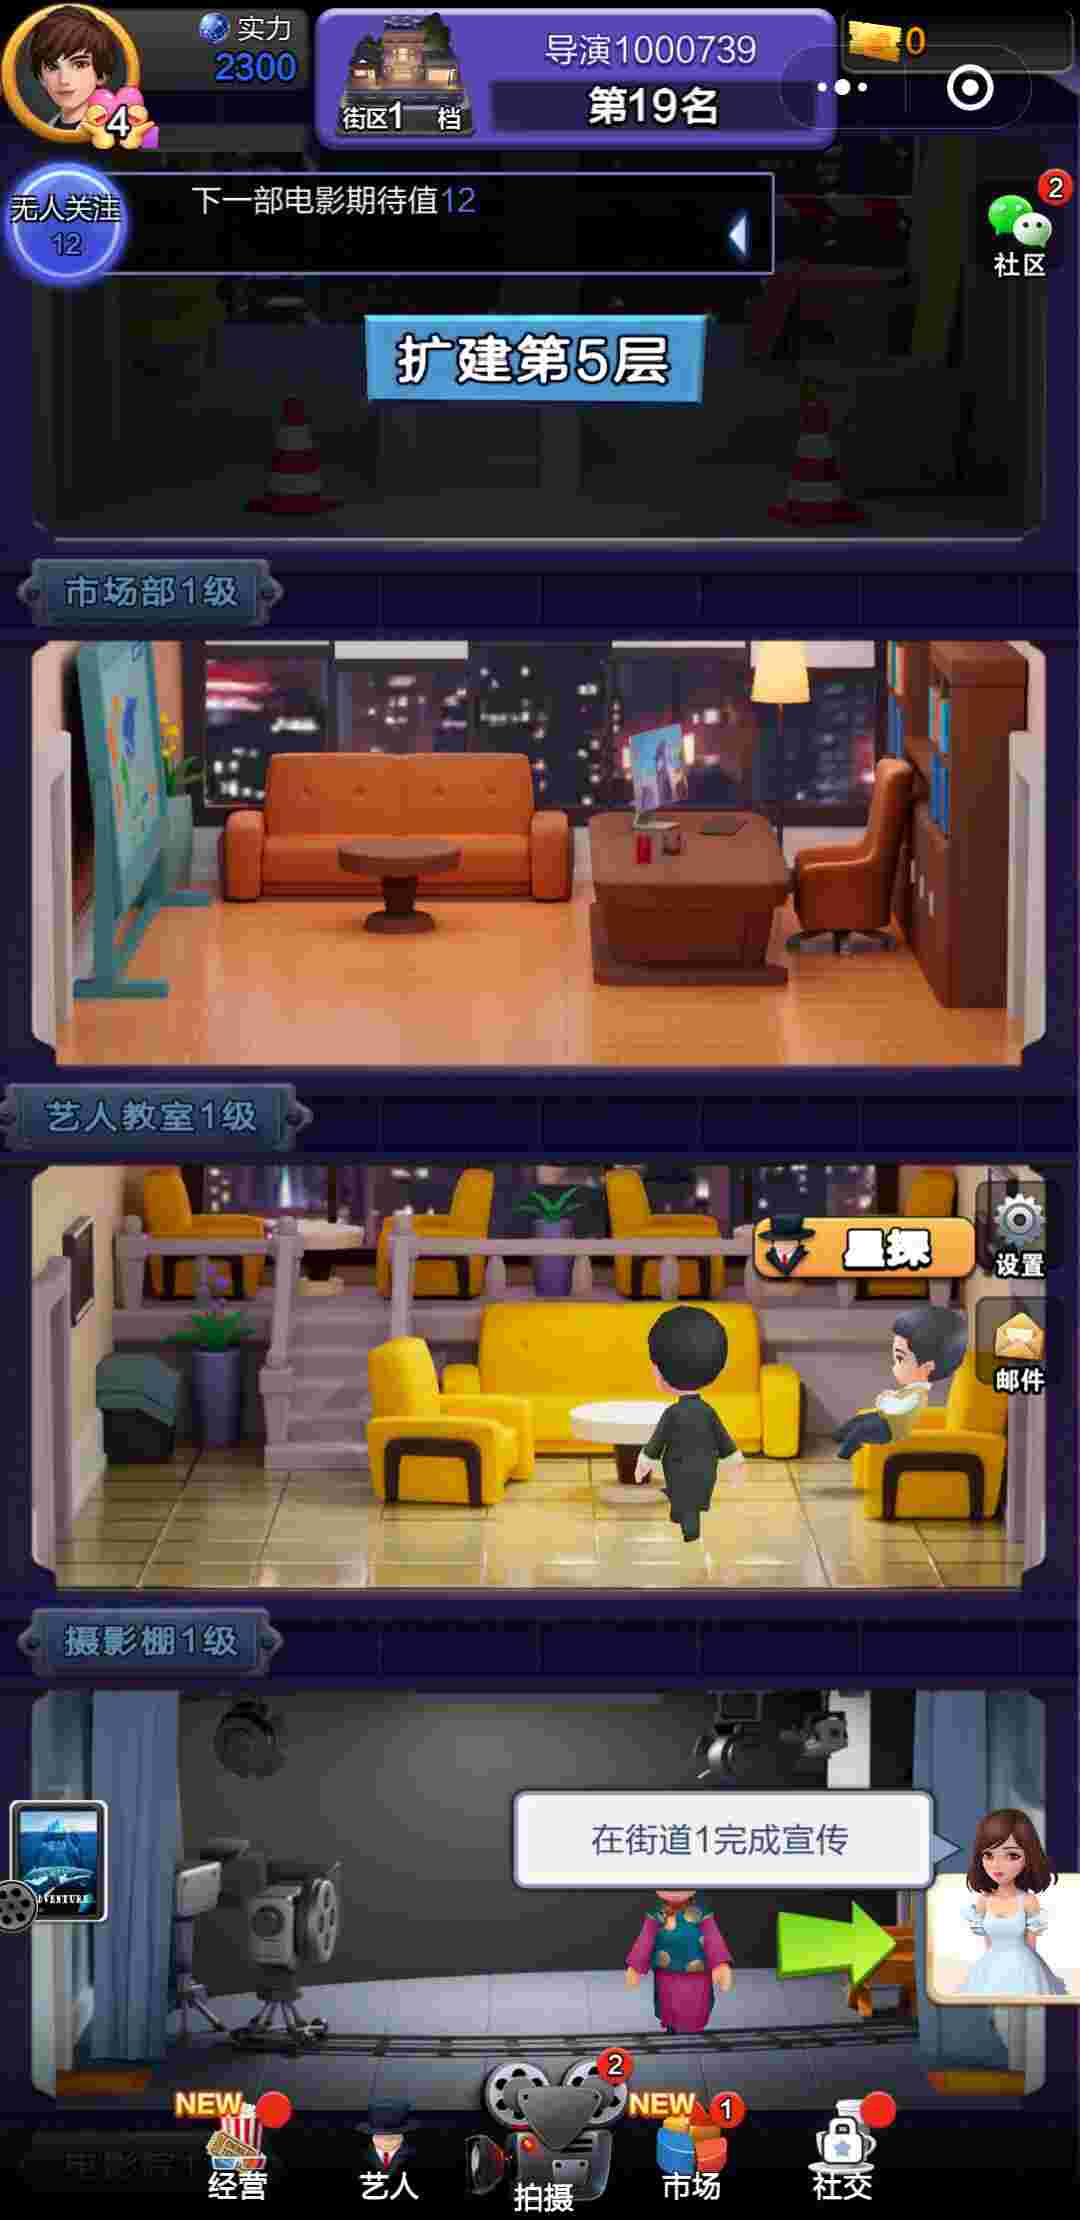 实力
2300
4
街区1 档
导演1000739
第19名
0
无人关注
12
下一部电影期待值12
2
社区
扩建第5层
市场部1级
艺人教室1级
星探
设置
邮件
摄影棚1级
在街道1完成宣传
NEW
2
NEW
1
经营
艺人
拍摄
市场
社交